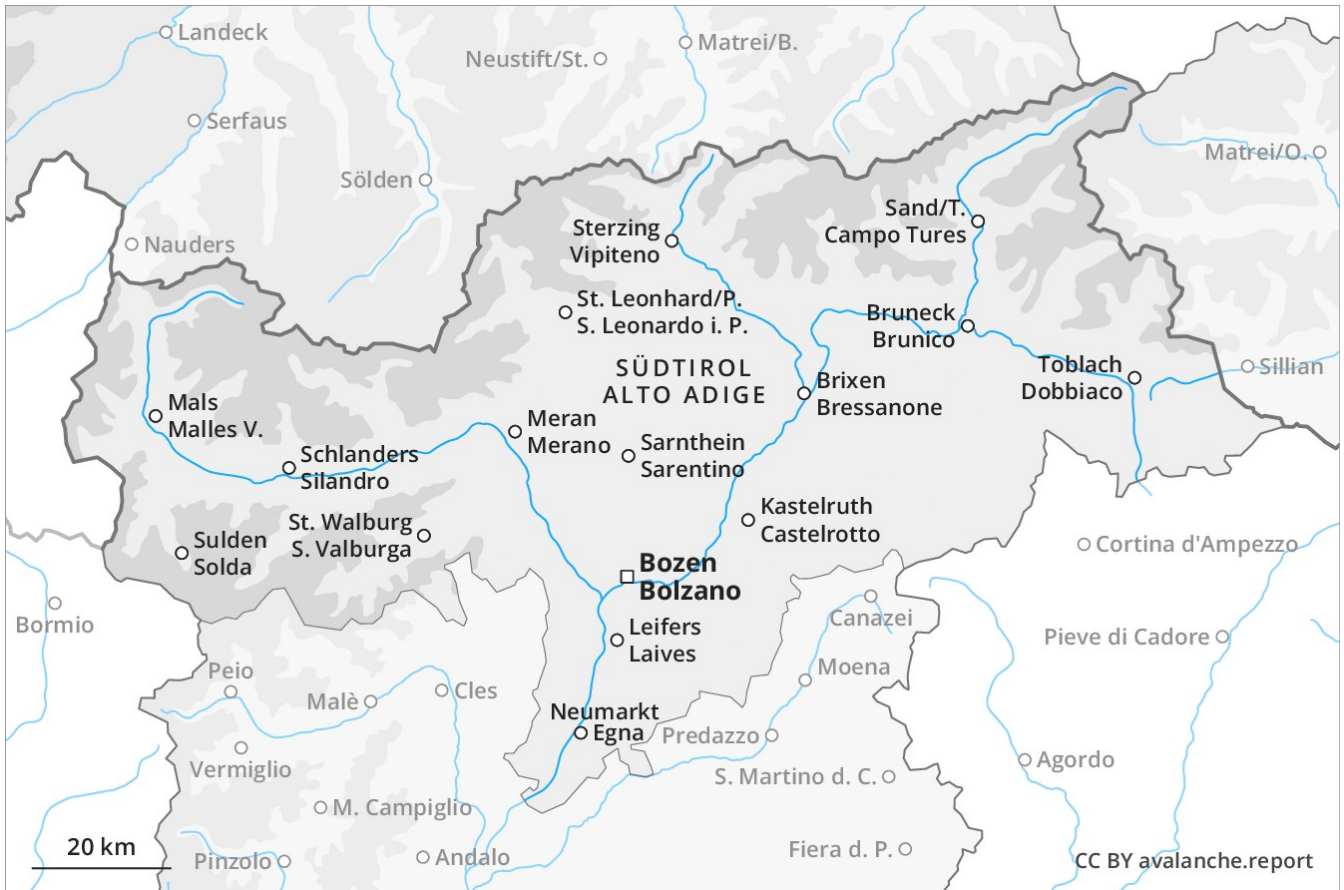 Landeck
Matrei/B.
Neustift/St.
Serfaus
Matrei/O.
Sölden
Sand/T.
Campo Tures
Sterzing
Vipiteno
Nauders
St. Leonhard/P.
S. Leonardo i. P.
Bruneck
Brunico
SÜDTIROL
ALTO ADIGE
Toblach
Dobbiaco
Sillian
Brixen
Bressanone
Mals
Malles V.
Meran
Merano
Sarnthein
Sarentino
Schlanders
Silandro
Kastelruth
Castelrotto
St. Walburg
S. Valburga
Sulden
Solda
Cortina d'Ampezzo
Bozen
Bolzano
Bormio
Canazei
Leifers
Laives
Pieve di Cadore
Peio
Moena
Malè
Cles
Neumarkt
Egna
Predazzo
Vermiglio
Agordo
S. Martino d. C.
M. Campiglio
20 km
Pinzolo
Andalo
Fiera d. P.
CC BY avalanche.report